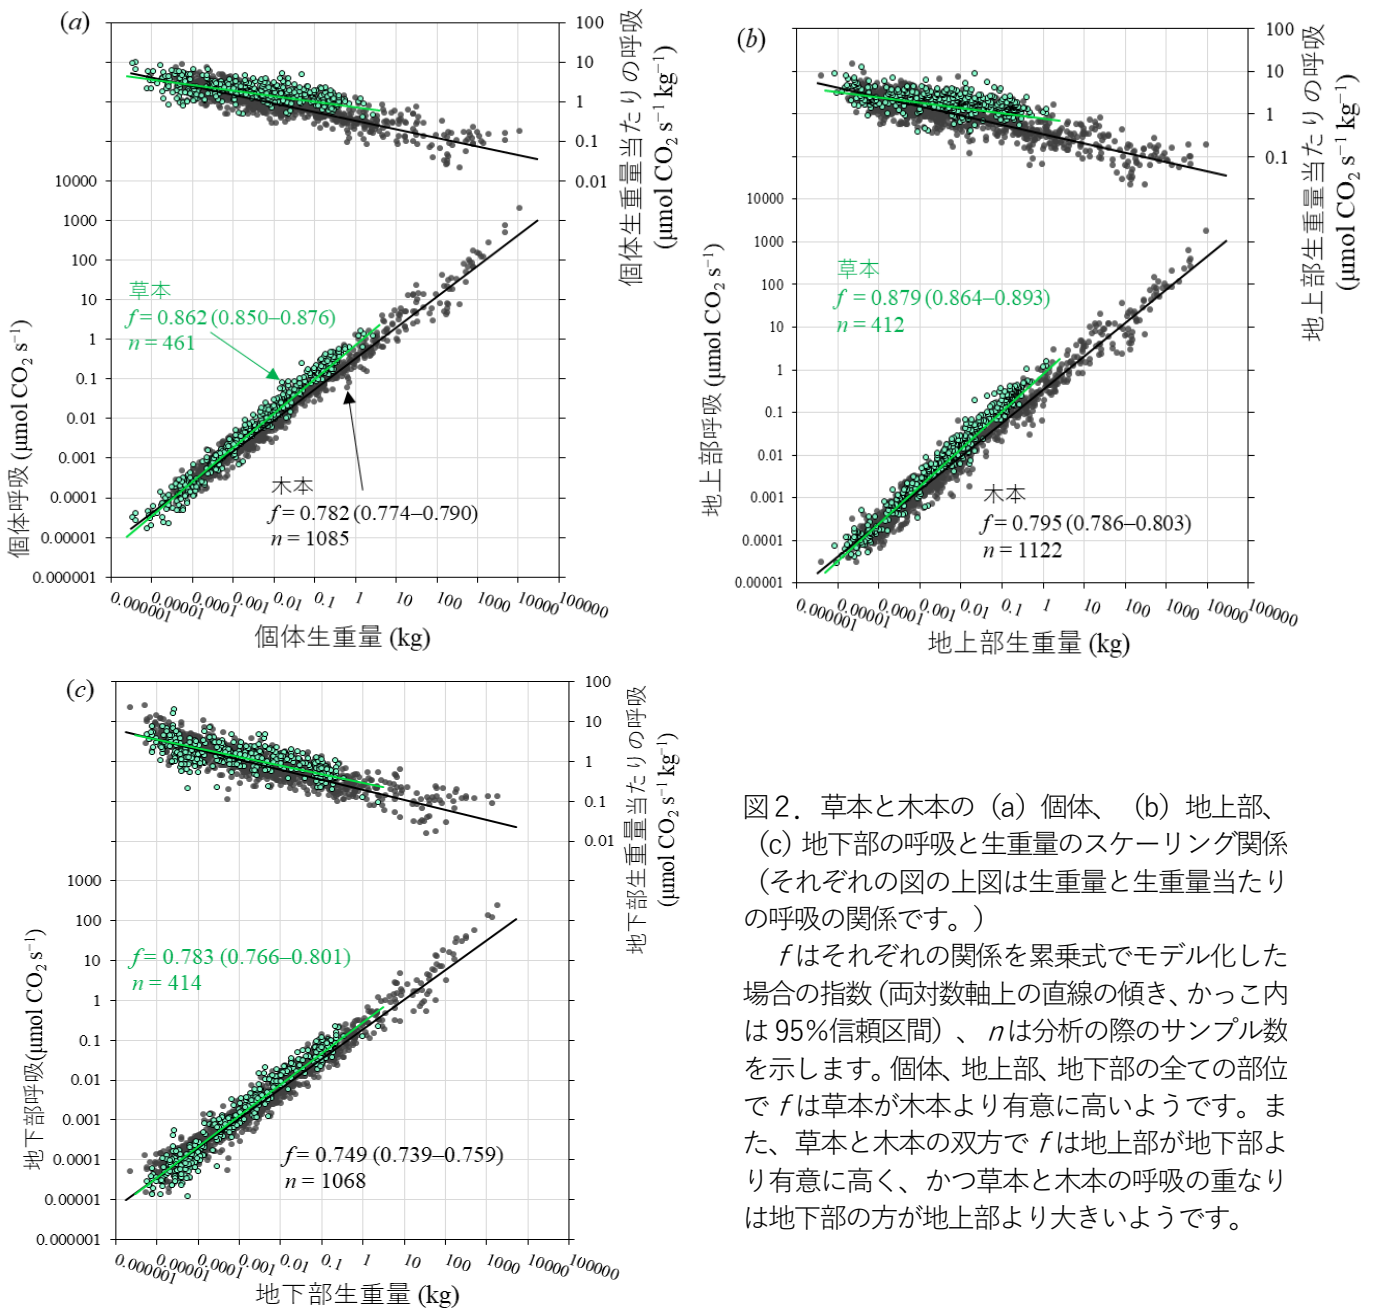 (a)
100
10
1
0.1
0.01
個体生重量当たりの呼吸
(μmol CO₂ s⁻¹ kg⁻¹)
10000
1000
100
10
1
0.1
0.01
0.001
0.0001
0.00001
0.000001
個体呼吸 (μmol CO₂ s⁻¹)
草本
f = 0.862 (0.850–0.876)
n = 461
木本
f = 0.782 (0.774–0.790)
n = 1085
0.000001
0.00001
0.0001
0.001
0.01
0.1
1
10
100
1000
10000
100000
個体生重量 (kg)
(b)
100
10
1
0.1
地上部生重量当たりの呼吸
(μmol CO₂ s⁻¹ kg⁻¹)
10000
1000
100
10
1
0.1
0.01
0.001
0.0001
0.00001
地上部呼吸 (μmol CO₂ s⁻¹)
草本
f = 0.879 (0.864–0.893)
n = 412
木本
f = 0.795 (0.786–0.803)
n = 1122
0.000001
0.00001
0.0001
0.001
0.01
0.1
1
10
100
1000
10000
100000
地上部生重量 (kg)
(c)
100
10
1
0.1
0.01
地下部生重量当たりの呼吸
(μmol CO₂ s⁻¹ kg⁻¹)
1000
100
10
1
0.1
0.01
0.001
0.0001
0.00001
0.000001
地下部呼吸(μmol CO₂ s⁻¹)
f = 0.783 (0.766–0.801)
n = 414
f = 0.749 (0.739–0.759)
n = 1068
0.000001
0.00001
0.0001
0.001
0.01
0.1
1
10
100
1000
10000
100000
地下部生重量 (kg)
図２．草本と木本の（a）個体、（b）地上部、
（c）地下部の呼吸と生重量のスケーリング関係
（それぞれの図の上図は生重量と生重量当たり
の呼吸の関係です。）
f はそれぞれの関係を累乗式でモデル化した
場合の指数（両対数軸上の直線の傾き、かっこ内
は 95%信頼区間）、n は分析の際のサンプル数
を示します。個体、地上部、地下部の全ての部位
で f は草本が木本より有意に高いようです。ま
た、草本と木本の双方で f は地上部が地下部よ
り有意に高く、かつ草本と木本の呼吸の重なり
は地下部の方が地上部より大きいようです。